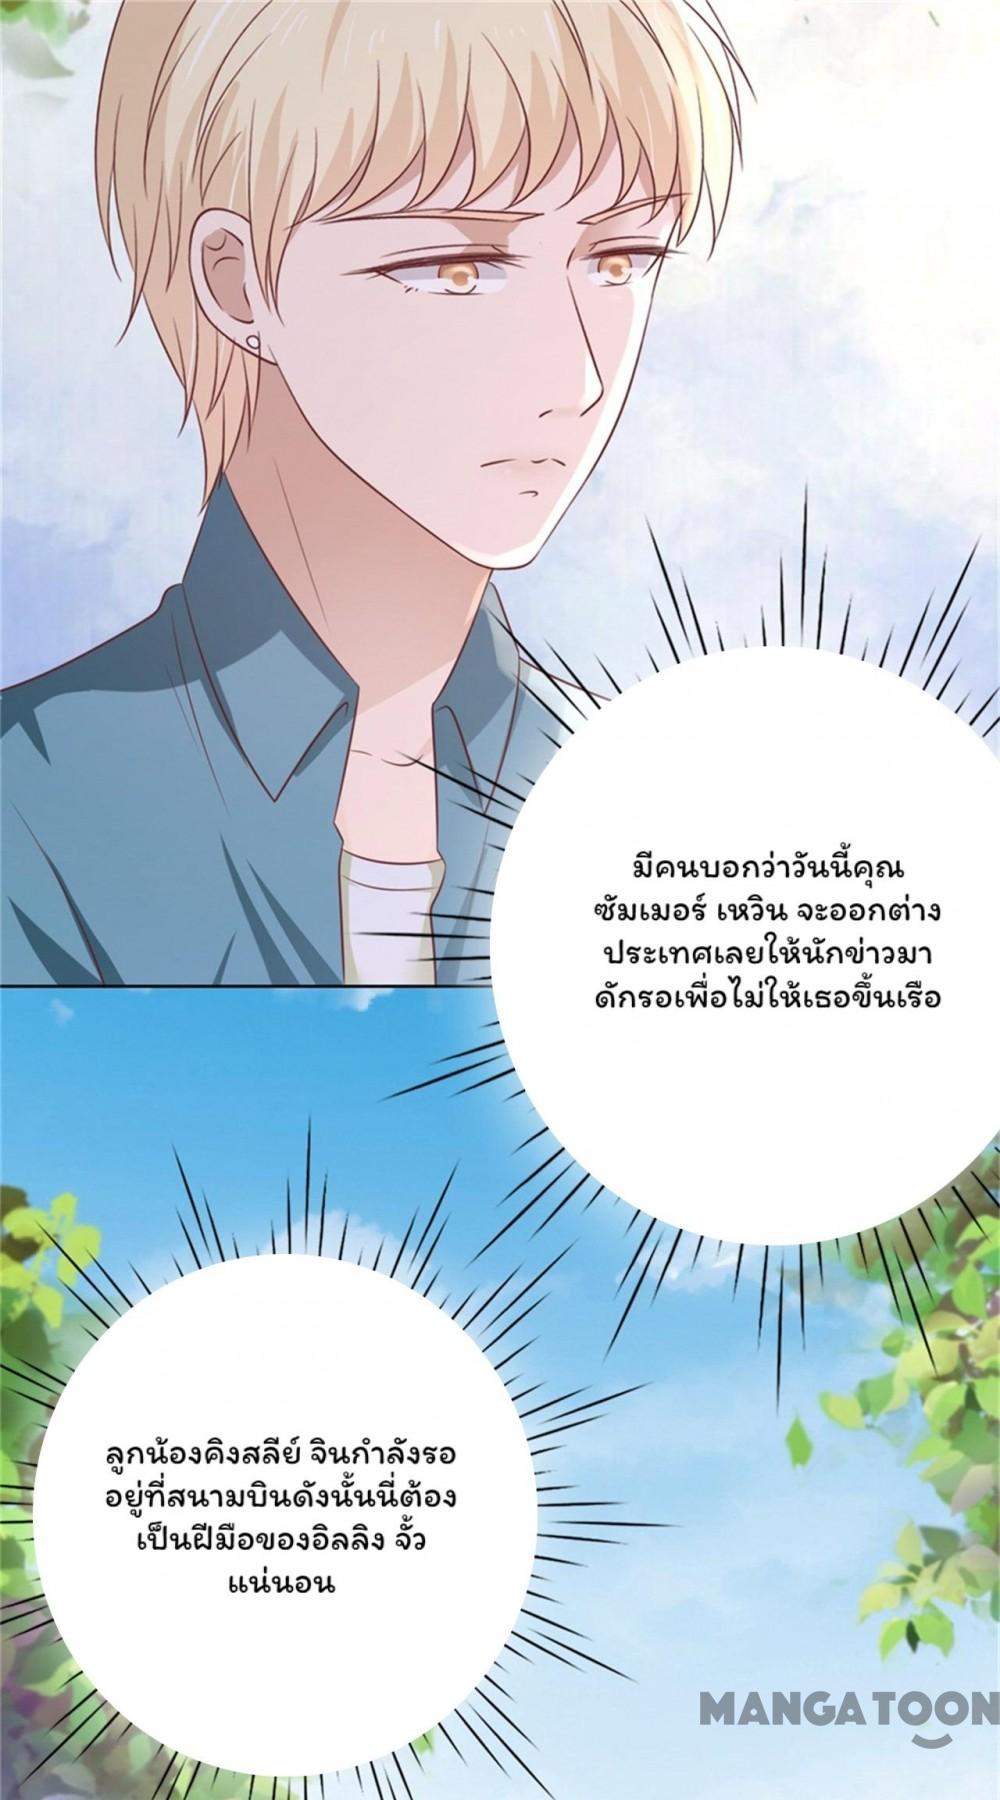 มีคนบอกว่าวันนี้คุณ
ซัมเมอร์ เหวิน จะออกต่าง
ประเทศเลยให้นักข่าวมา
ดักรอเพื่อไม่ให้เธอขึ้นเรือ
ลูกน้องคิงสลีย์ จินกำลังรอ
อยู่ที่สนามบินดังนั้นนี่ต้อง
เป็นฝีมือของอิลลิง จั้ว
แน่นอน
MANGATOON